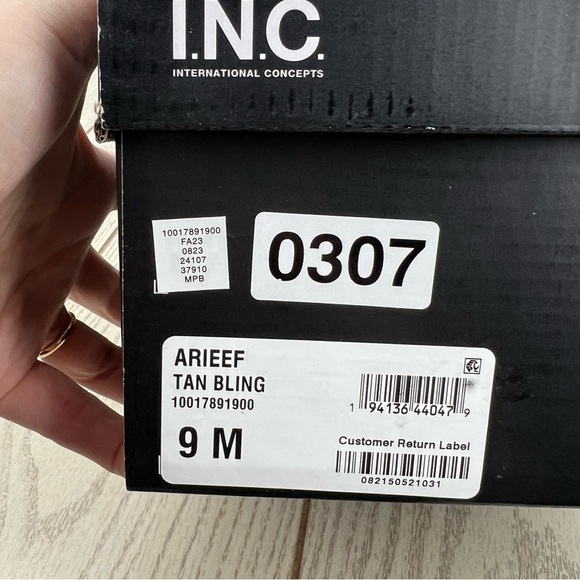 I.N.C.
INTERNATIONAL CONCEPTS
10017891900
FA23
0823
24107
37910
MPB
0307
ARIEEF
TAN BLING
10017891900
9 M
1 94136 44047 9
Customer Return Label
082150521031